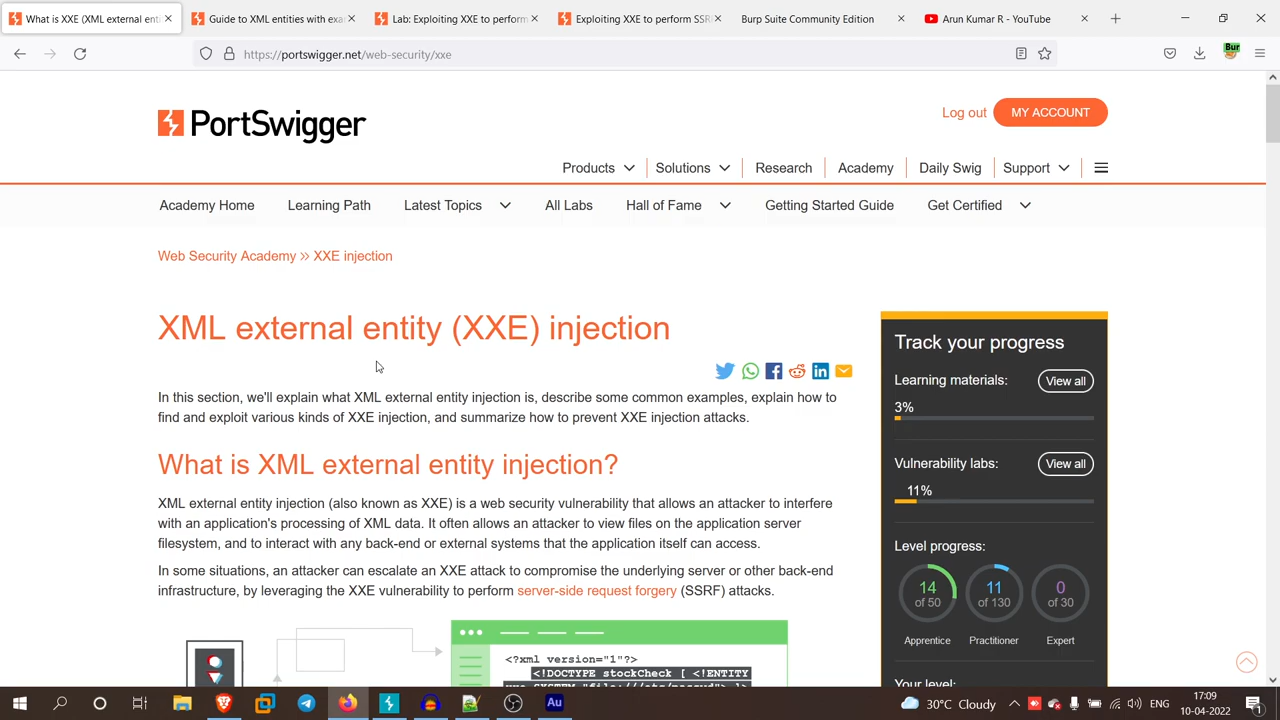 What is XXE (XML external ent
Guide to XML entities with exa
Lab: Exploiting XXE to perform
Exploiting XXE to perform SSR
Burp Suite Community Edition
Arun Kumar R - YouTube
https://portswigger.net/web-security/xxe
Bur
PortSwigger
Log out
MY ACCOUNT
Products
Solutions
Research
Academy
Daily Swig
Support
Academy Home
Learning Path
Latest Topics
All Labs
Hall of Fame
Getting Started Guide
Get Certified
Web Security Academy » XXE injection
XML external entity (XXE) injection
In this section, we'll explain what XML external entity injection is, describe some common examples, explain how to
find and exploit various kinds of XXE injection, and summarize how to prevent XXE injection attacks.
What is XML external entity injection?
XML external entity injection (also known as XXE) is a web security vulnerability that allows an attacker to interfere
with an application's processing of XML data. It often allows an attacker to view files on the application server
filesystem, and to interact with any back-end or external systems that the application itself can access.
In some situations, an attacker can escalate an XXE attack to compromise the underlying server or other back-end
infrastructure, by leveraging the XXE vulnerability to perform server-side request forgery (SSRF) attacks.
<?xml version="1"?>
<!DOCTYPE stockCheck [ <!ENTITY
xxe SYSTEM "file:///etc/passwd"> ]>
Track your progress
Learning materials:
View all
3%
Vulnerability labs:
View all
11%
Level progress:
14
of 50
11
of 130
0
of 30
Apprentice
Practitioner
Expert
Your level:
Au
30°C Cloudy
ENG
17:09
10-04-2022
1